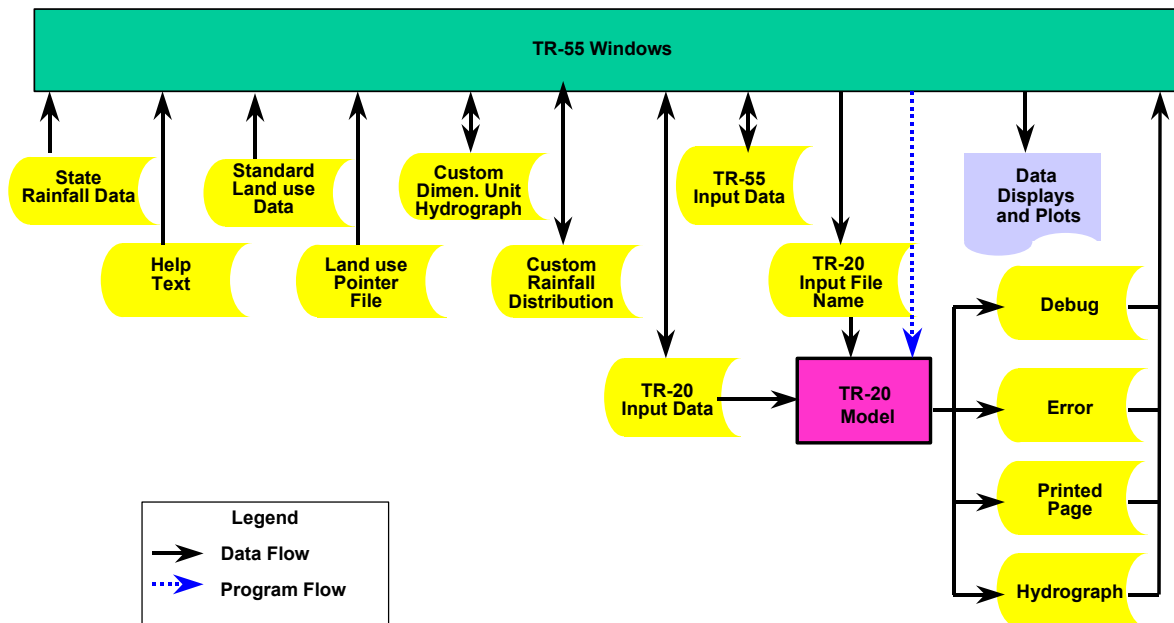 TR-55 Windows
State
Rainfall Data
Standard
Land use
Data
Custom
Dimen. Unit
Hydrograph
TR-55
Input Data
Data
Displays
and Plots
Help
Text
Land use
Pointer
File
Custom
Rainfall
Distribution
TR-20
Input File
Name
Debug
TR-20
Input Data
TR-20
Model
Error
Printed
Page
Hydrograph
Legend
Data Flow
Program Flow